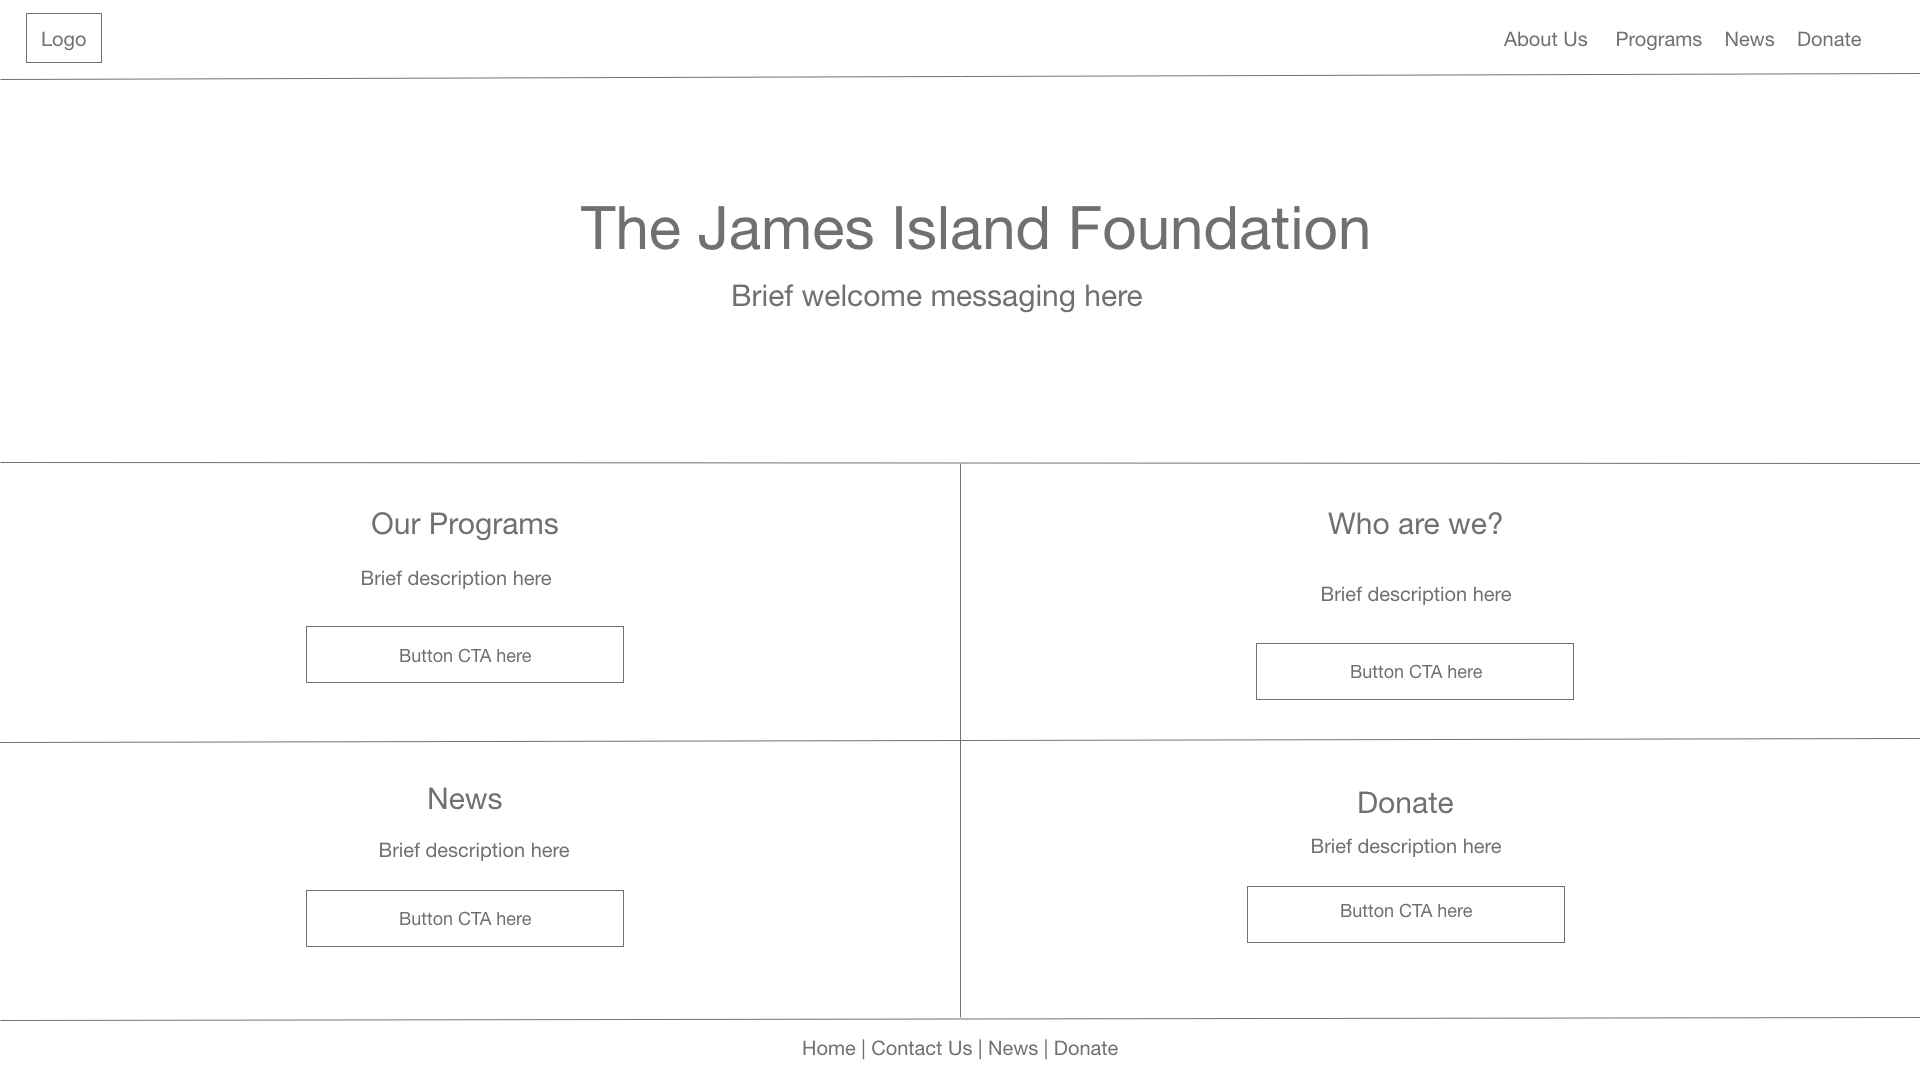 Logo
About Us Programs News Donate
The James Island Foundation
Brief welcome messaging here
Our Programs
Brief description here
Button CTA here
Who are we?
Brief description here
Button CTA here
News
Brief description here
Button CTA here
Donate
Brief description here
Button CTA here
Home | Contact Us | News | Donate